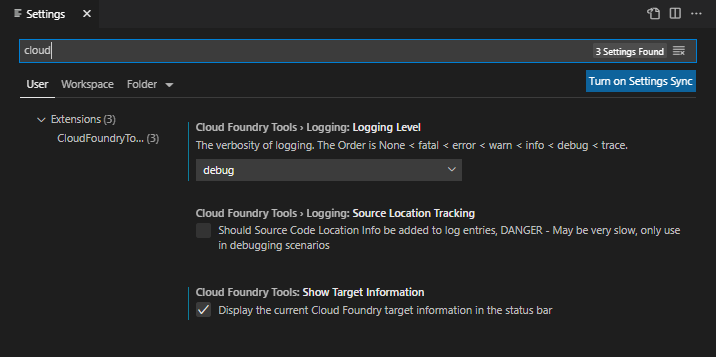 Settings
cloud
3 Settings Found
User Workspace Folder
Turn on Settings Sync
Extensions (3)
CloudFoundryTo... (3)
Cloud Foundry Tools › Logging: Logging Level
The verbosity of logging. The Order is None < fatal < error < warn < info < debug < trace.
debug
Cloud Foundry Tools › Logging: Source Location Tracking
Should Source Code Location Info be added to log entries, DANGER - May be very slow, only use
in debugging scenarios
Cloud Foundry Tools: Show Target Information
Display the current Cloud Foundry target information in the status bar